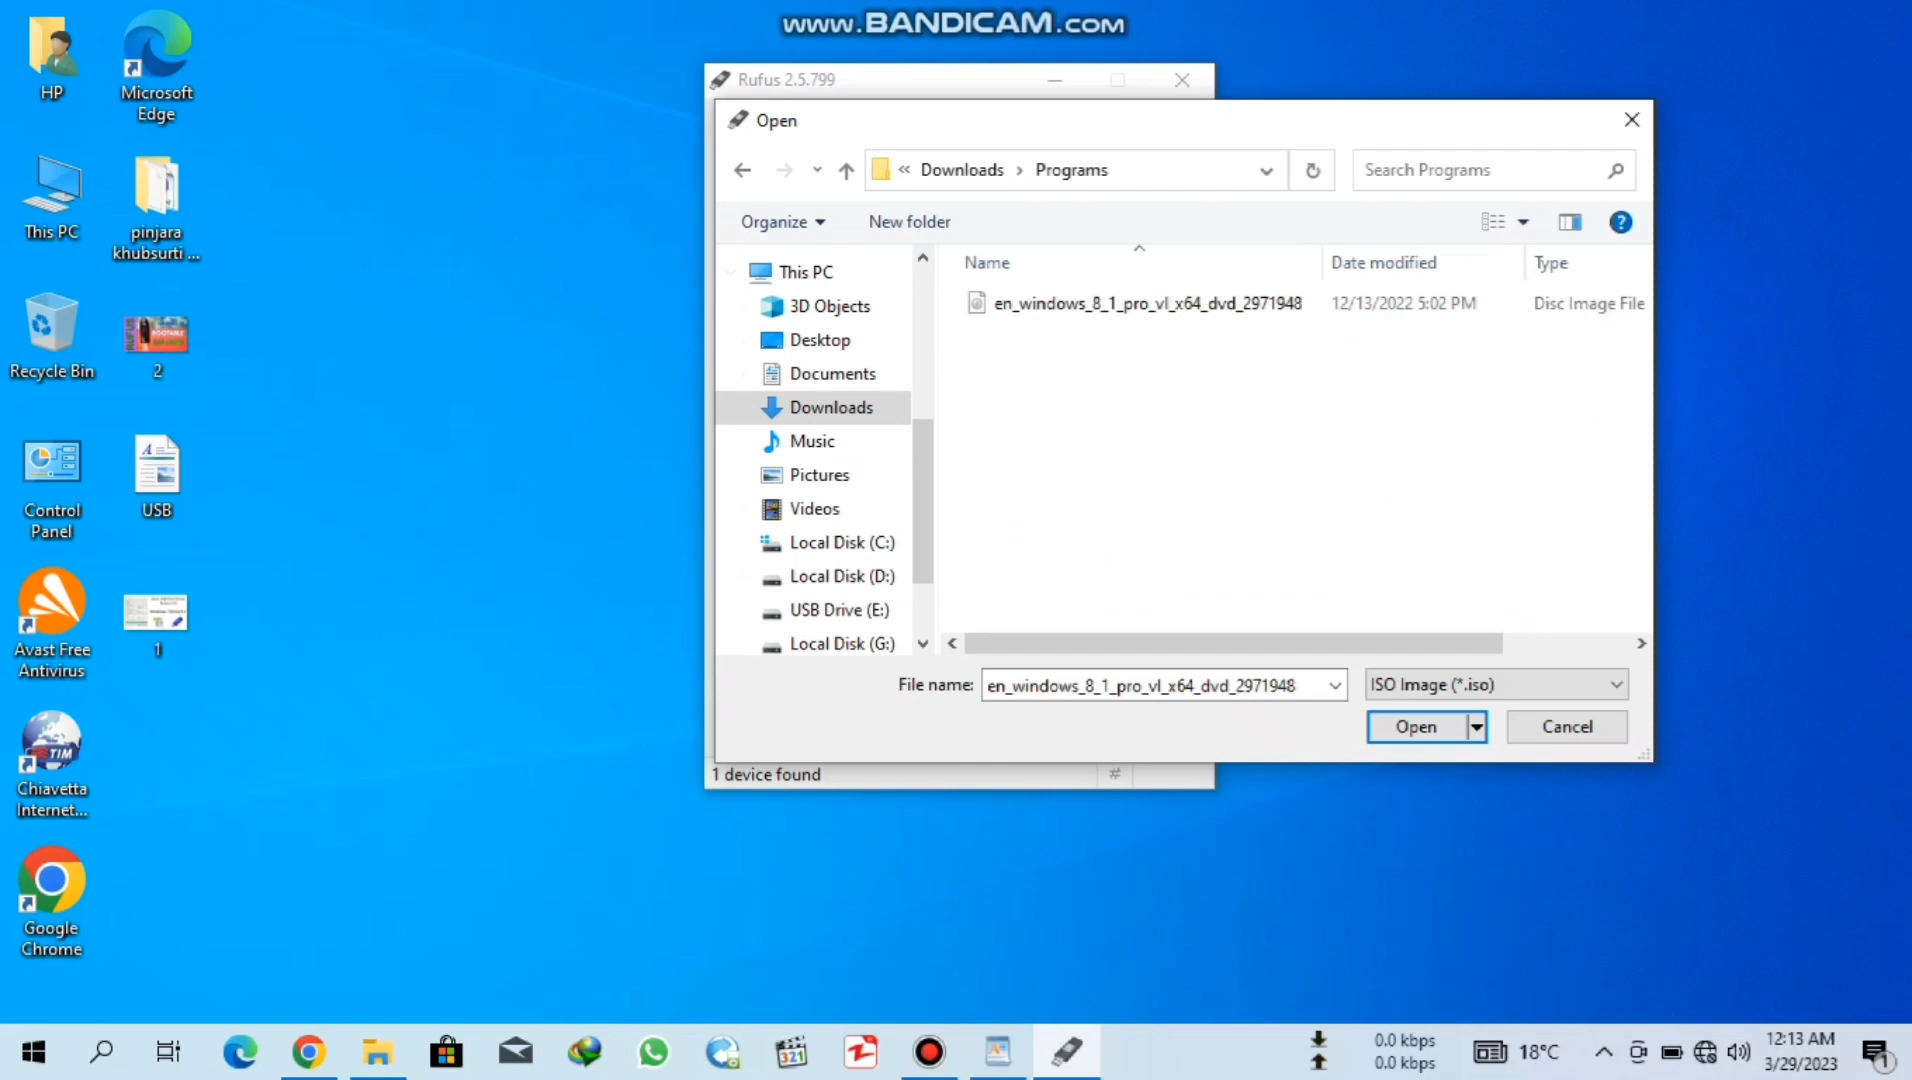 www.BANDICAM.com
HP
Microsoft
Edge
This PC
pinjara
khubsurti ...
Recycle Bin
2
Control
Panel
USB
Avast Free
Antivirus
1
TIM
Chiavetta
Internet...
Google
Chrome
Rufus 2.5.799
Open
« Downloads › Programs
Search Programs
Organize
New folder
This PC
3D Objects
Desktop
Documents
Downloads
Music
Pictures
Videos
Local Disk (C:)
Local Disk (D:)
USB Drive (E:)
Local Disk (G:)
Name
Date modified
Type
en_windows_8_1_pro_vl_x64_dvd_2971948
12/13/2022 5:02 PM
Disc Image File
File name:
en_windows_8_1_pro_vl_x64_dvd_2971948
ISO Image (*.iso)
Open
Cancel
1 device found
#
321
0.0 kbps
0.0 kbps
18°C
12:13 AM
3/29/2023
1